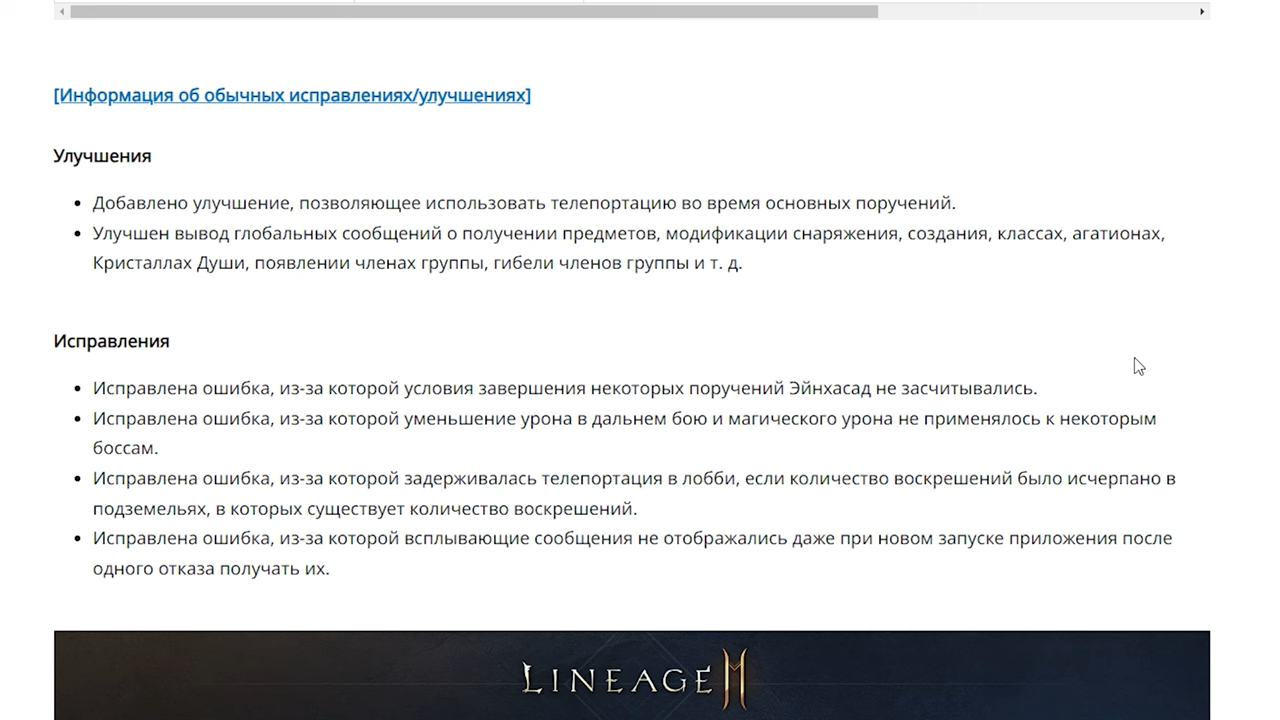 [Информация об обычных исправлениях/улучшениях]
Улучшения
Добавлено улучшение, позволяющее использовать телепортацию во время основных поручений.
Улучшен вывод глобальных сообщений о получении предметов, модификации снаряжения, создания, классах, агатионах,
Кристаллах Души, появлении членах группы, гибели членов группы и т. д.
Исправления
Исправлена ошибка, из-за которой условия завершения некоторых поручений Эйнхасад не засчитывались.
Исправлена ошибка, из-за которой уменьшение урона в дальнем бою и магического урона не применялось к некоторым
боссам.
Исправлена ошибка, из-за которой задерживалась телепортация в лобби, если количество воскрешений было исчерпано в
подземельях, в которых существует количество воскрешений.
Исправлена ошибка, из-за которой всплывающие сообщения не отображались даже при новом запуске приложения после
одного отказа получать их.
LINEAGE M